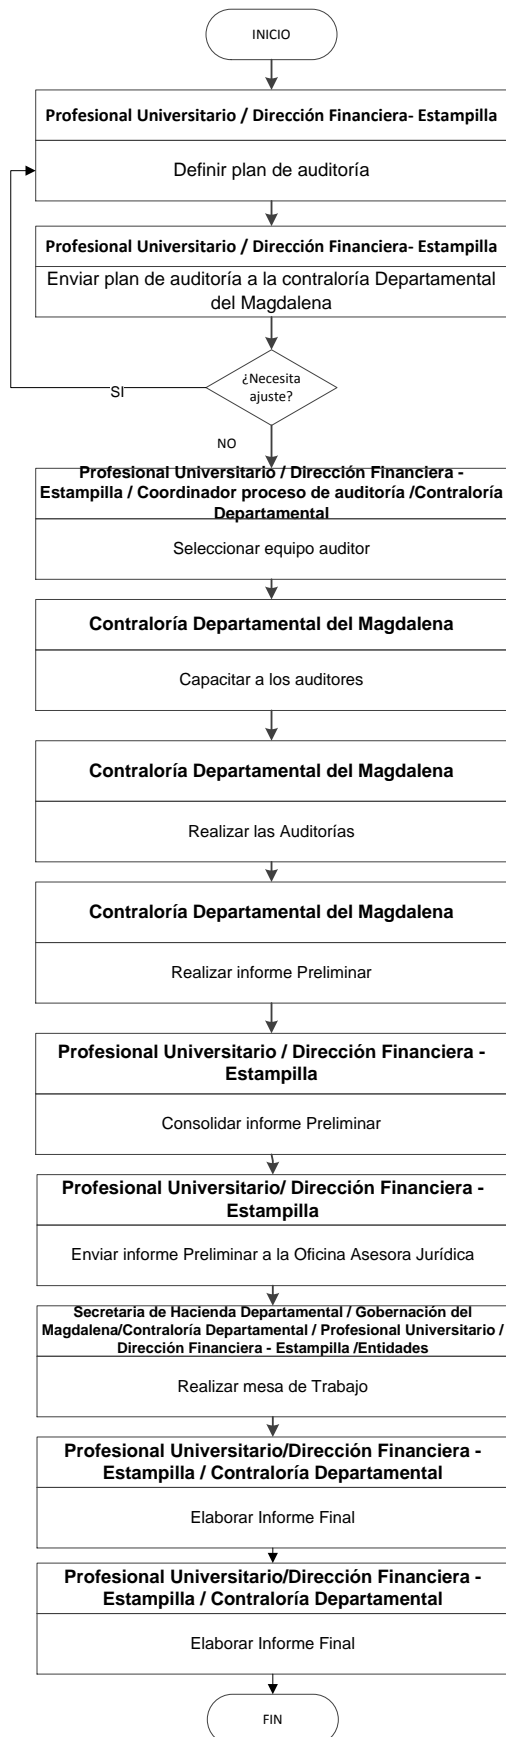 INICIO
Profesional Universitario / Dirección Financiera- Estampilla
Definir plan de auditoría
Profesional Universitario / Dirección Financiera- Estampilla
Enviar plan de auditoría a la contraloría Departamental
del Magdalena
¿Necesita
ajuste?
SI
NO
Profesional Universitario / Dirección Financiera -
Estampilla / Coordinador proceso de auditoría /Contraloría
Departamental
Seleccionar equipo auditor
Contraloría Departamental del Magdalena
Capacitar a los auditores
Contraloría Departamental del Magdalena
Realizar las Auditorías
Contraloría Departamental del Magdalena
Realizar informe Preliminar
Profesional Universitario / Dirección Financiera -
Estampilla
Consolidar informe Preliminar
Profesional Universitario/ Dirección Financiera -
Estampilla
Enviar informe Preliminar a la Oficina Asesora Jurídica
Secretaria de Hacienda Departamental / Gobernación del
Magdalena/Contraloría Departamental / Profesional Universitario /
Dirección Financiera - Estampilla /Entidades
Realizar mesa de Trabajo
Profesional Universitario/Dirección Financiera -
Estampilla / Contraloría Departamental
Elaborar Informe Final
Profesional Universitario/Dirección Financiera -
Estampilla / Contraloría Departamental
Elaborar Informe Final
FIN